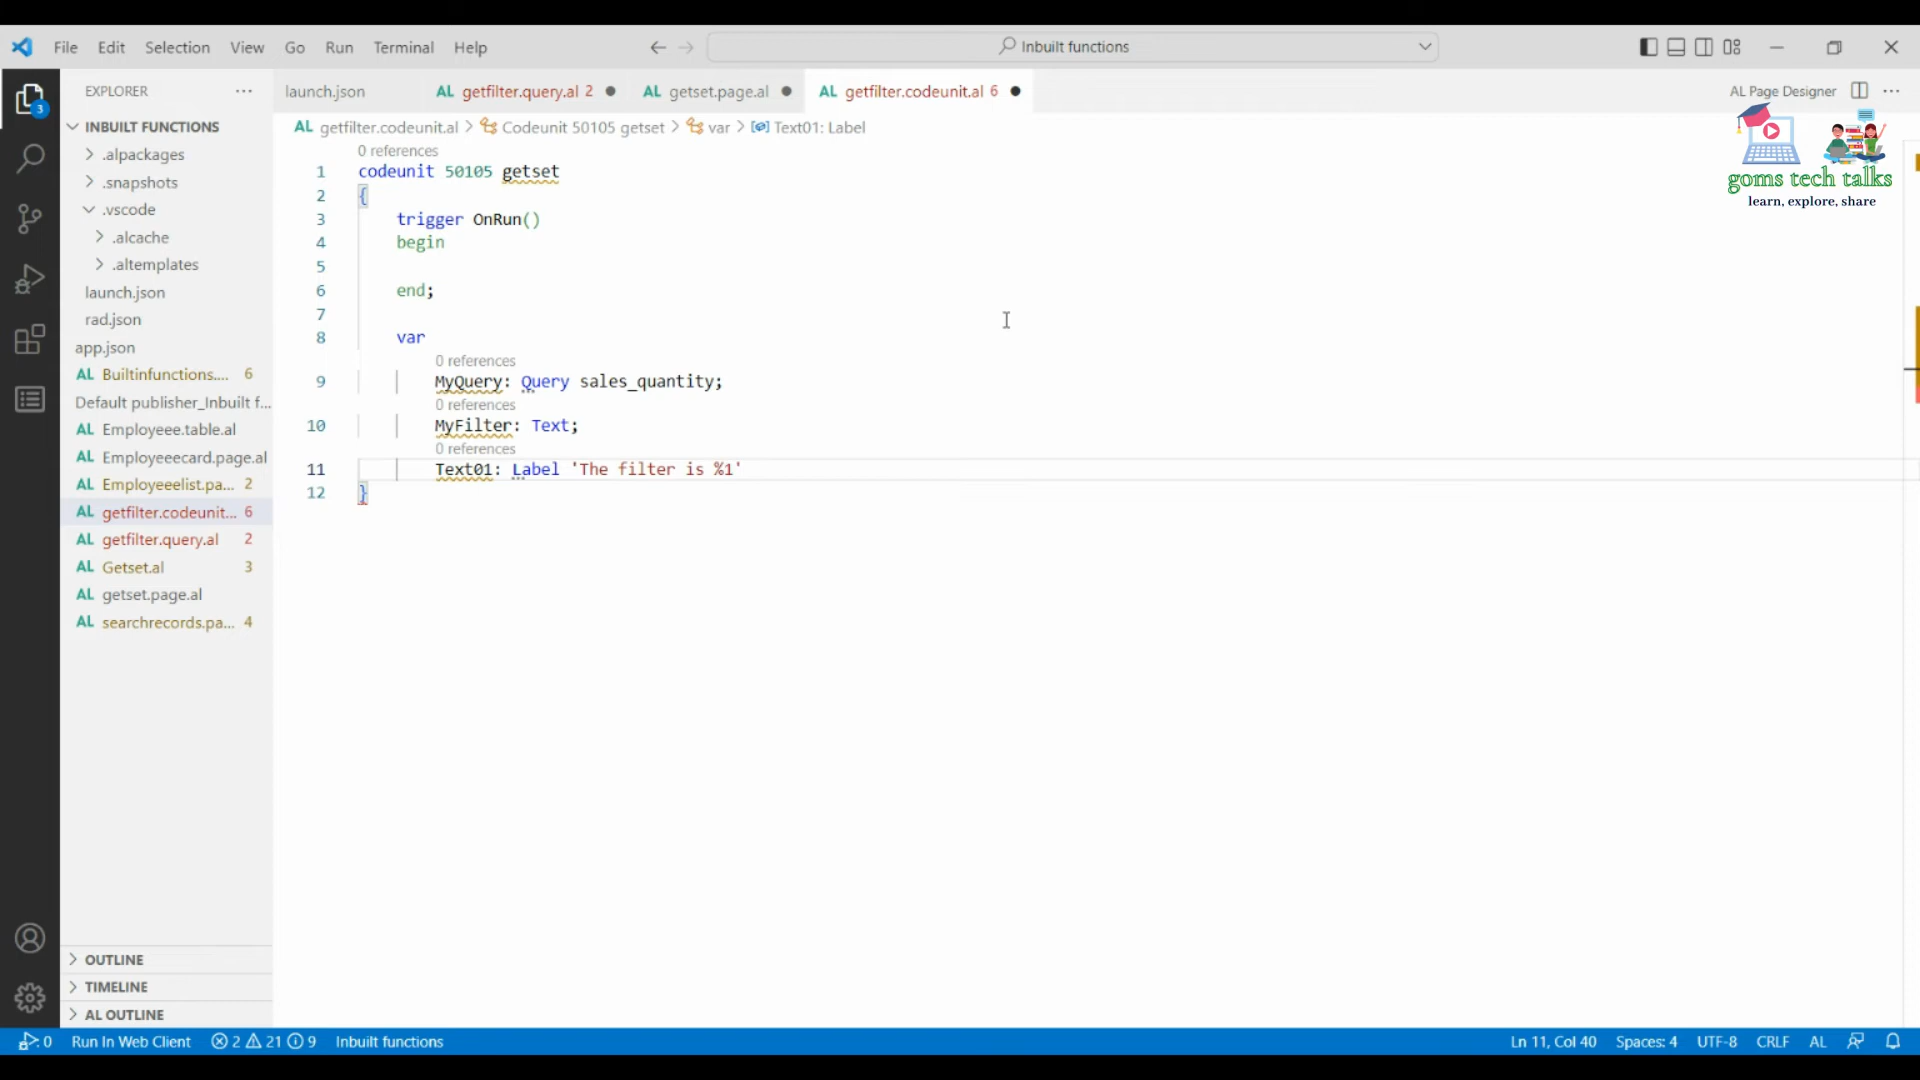 File Edit Selection View Go Run Terminal Help Inbuilt functions
EXPLORER ...
launch.json AL getfilter.query.al 2 AL getset.page.al AL getfilter.codeunit.al 6 AL Page Designer ...
INBUILT FUNCTIONS
AL getfilter.codeunit.al > Codeunit 50105 getset > var > Text01: Label
.alpackages
.snapshots
.vscode
.alcache
.altemplates
launch.json
rad.json
app.json
AL Builtinfunctions.... 6
Default publisher_Inbuilt f...
AL Employeee.table.al
AL Employeeecard.page.al
AL Employeeelist.pa... 2
AL getfilter.codeunit... 6
AL getfilter.query.al 2
AL Getset.al 3
AL getset.page.al
AL searchrecords.pa... 4
OUTLINE
TIMELINE
AL OUTLINE
3
0 references
1 codeunit 50105 getset
2 {
3 trigger OnRun()
4 begin
5
6 end;
7
8 var
0 references
9 MyQuery: Query sales_quantity;
0 references
10 MyFilter: Text;
0 references
11 Text01: Label 'The filter is %1'
12 }
goms tech talks
learn, explore, share
0 Run In Web Client 2 21 9 Inbuilt functions Ln 11, Col 40 Spaces: 4 UTF-8 CRLF AL